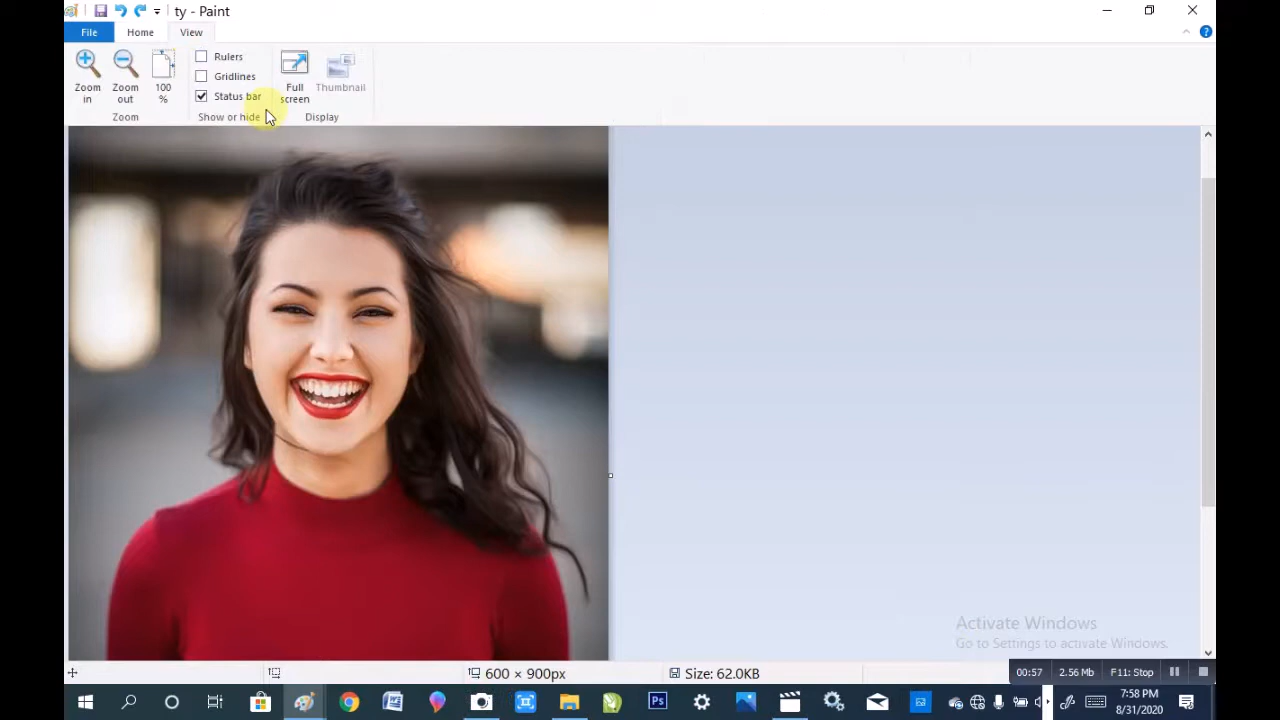 ty - Paint
File Home View
Zoom in
Zoom out
100 %
Zoom
Rulers
Gridlines
Status bar
Show or hide
Full screen
Thumbnail
Display
Activate Windows
Go to Settings to activate Windows.
600 × 900px
Size: 62.0KB
00:57 2.56 Mb F11: Stop
Ps
7:58 PM
8/31/2020